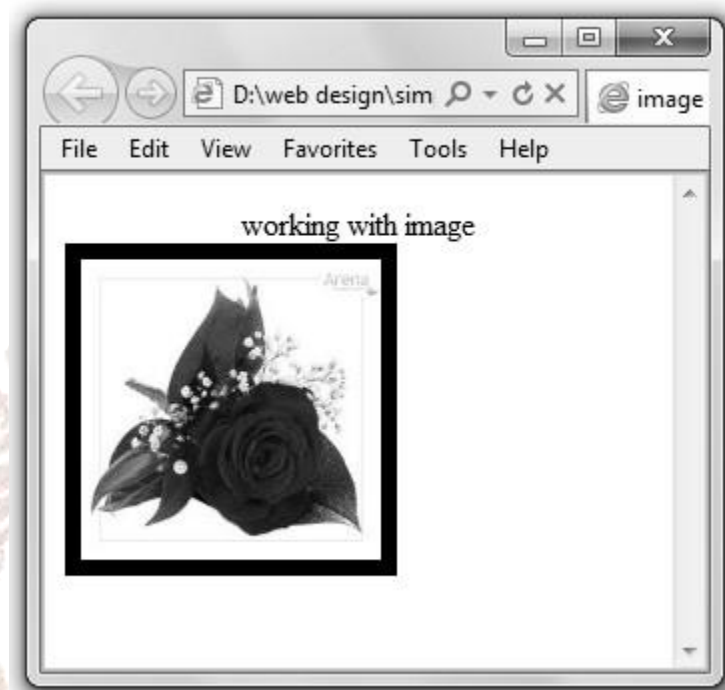 D:\web design\sim
image
File Edit View Favorites Tools Help
working with image
Arena